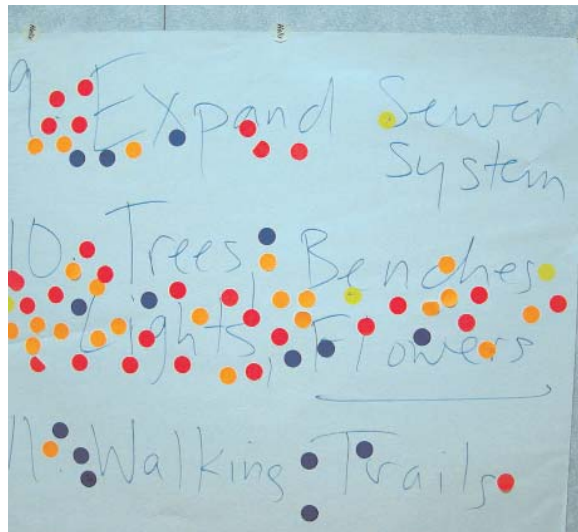 9. Expand Sewer
System
10. Trees, Benches
Lights, Flowers
11. Walking Trails